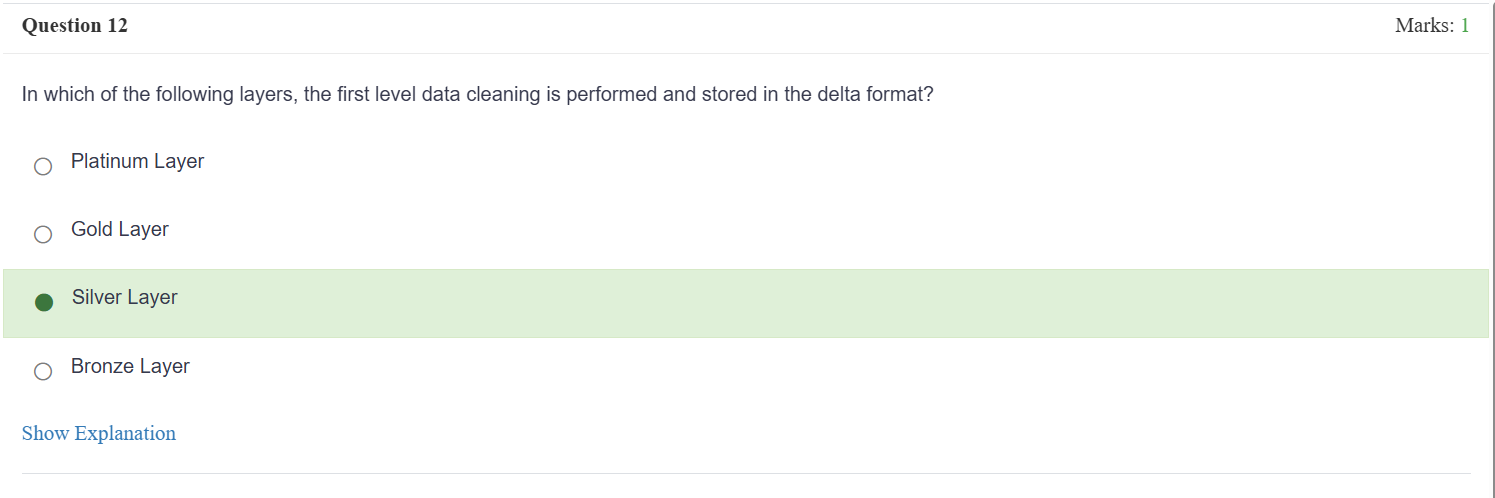 Question 12
Marks: 1
In which of the following layers, the first level data cleaning is performed and stored in the delta format?
Platinum Layer
Gold Layer
Silver Layer
Bronze Layer
Show Explanation